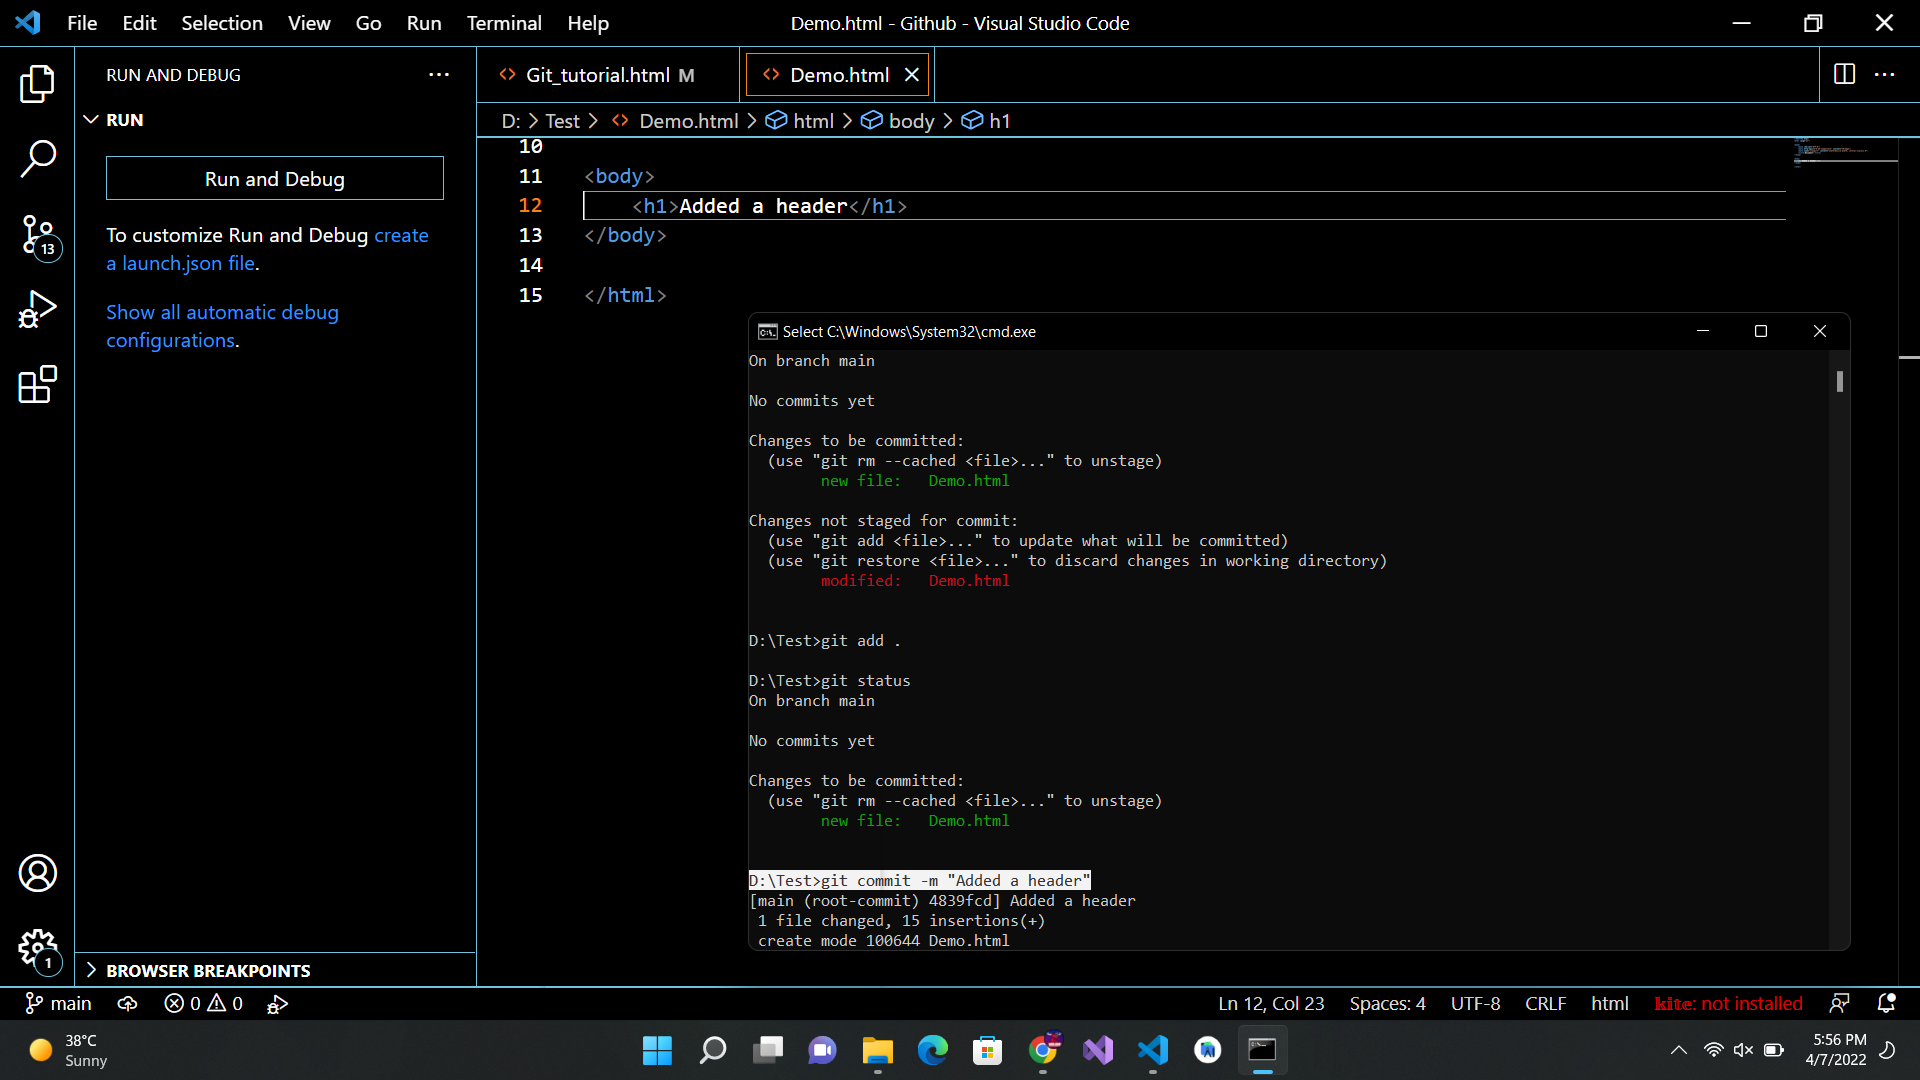 File Edit Selection View Go Run Terminal Help
Demo.html - Github - Visual Studio Code
RUN AND DEBUG
RUN
Run and Debug
To customize Run and Debug create
a launch.json file.
Show all automatic debug
configurations.
13
1
BROWSER BREAKPOINTS
Git_tutorial.html M
Demo.html
D: > Test > Demo.html > html > body > h1
10
11 <body>
12 <h1>Added a header</h1>
13 </body>
14
15 </html>
Select C:\Windows\System32\cmd.exe
On branch main
No commits yet
Changes to be committed:
(use "git rm --cached <file>..." to unstage)
new file: Demo.html
Changes not staged for commit:
(use "git add <file>..." to update what will be committed)
(use "git restore <file>..." to discard changes in working directory)
modified: Demo.html
D:\Test>git add .
D:\Test>git status
On branch main
No commits yet
Changes to be committed:
(use "git rm --cached <file>..." to unstage)
new file: Demo.html
D:\Test>git commit -m "Added a header"
[main (root-commit) 4839fcd] Added a header
1 file changed, 15 insertions(+)
create mode 100644 Demo.html
main 0 0
Ln 12, Col 23 Spaces: 4 UTF-8 CRLF html kite: not installed
38°C
Sunny
5:56 PM
4/7/2022